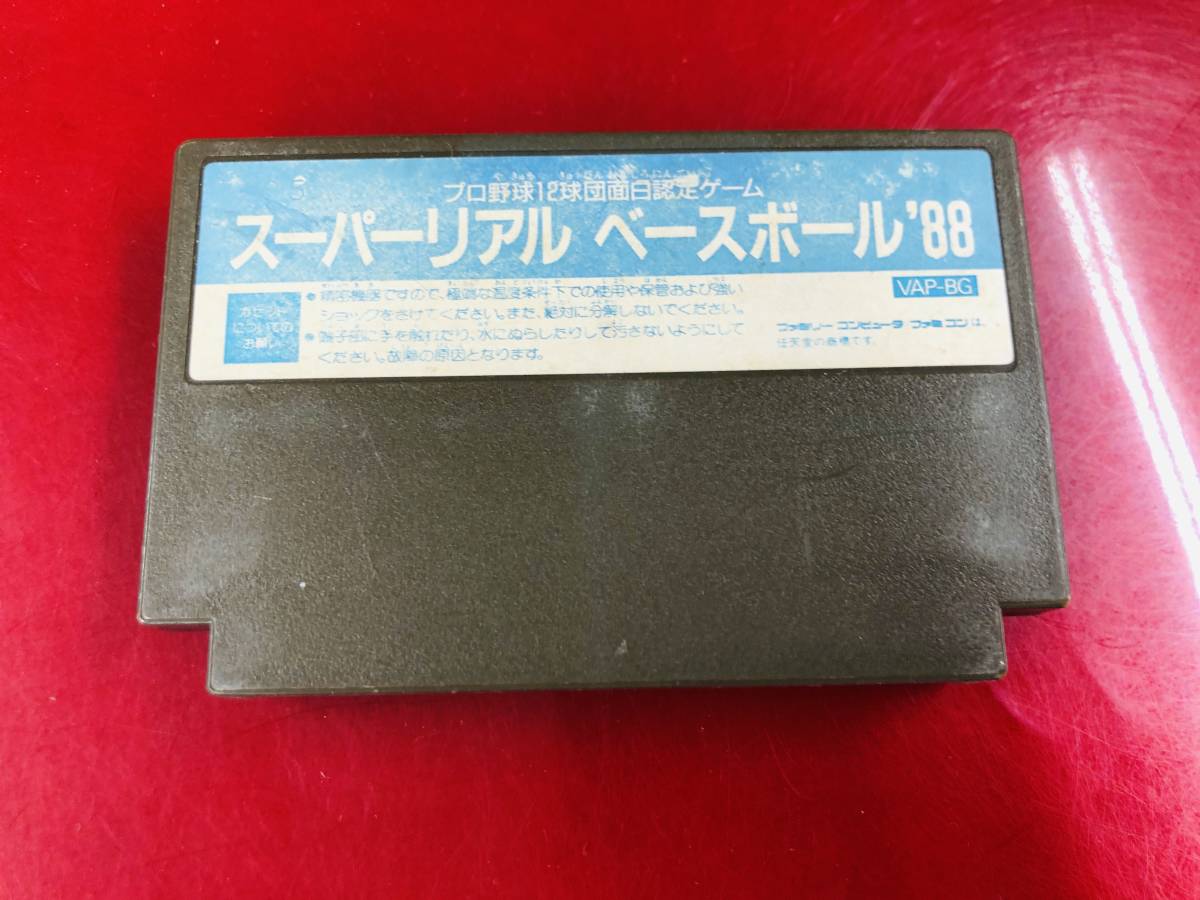 プロ野球12球団面白認定ゲーム
スーパーリアル ベースボール'88
カセット
についての
お願い
● 精密機器ですので、極端な温度条件下での使用や保管および強い
ショックをさけてください。また、絶対に分解しないでください。
● 端子部に手を触れたり、水にぬらしたりして汚さないようにして
ください。故障の原因となります。
VAP-BG
ファミリー コンピュータ ファミコンは、
任天堂の商標です。